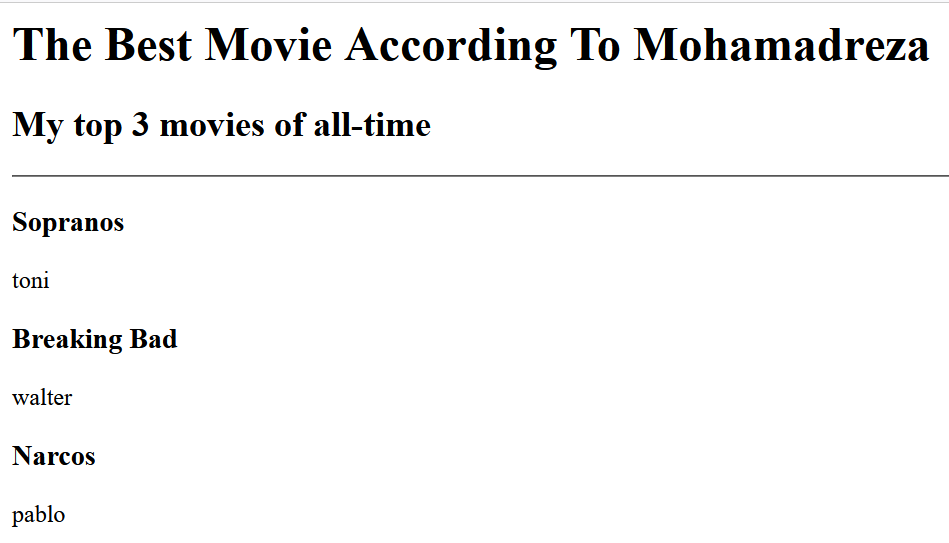 The Best Movie According To Mohamadreza
My top 3 movies of all-time
Sopranos
toni
Breaking Bad
walter
Narcos
pablo